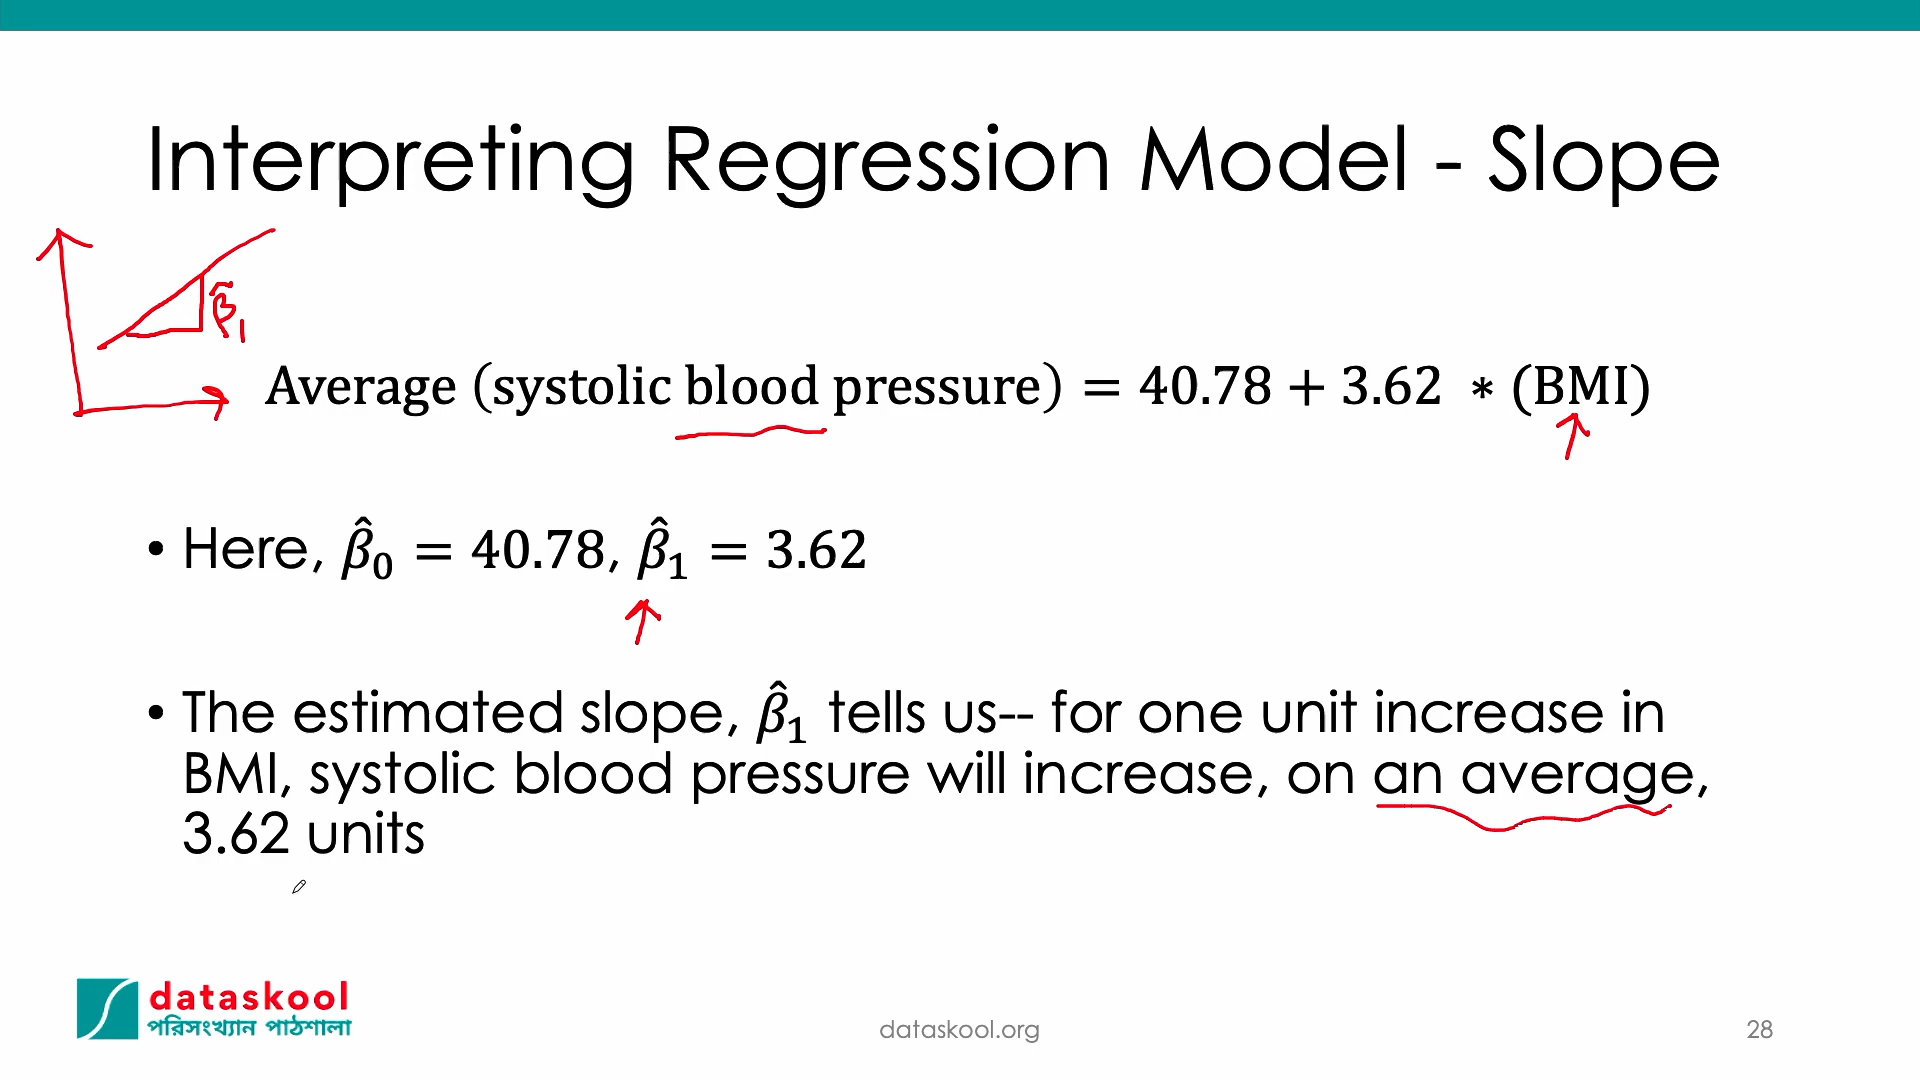 Interpreting Regression Model - Slope
β̂1
Average (systolic blood pressure) = 40.78 + 3.62 * (BMI)
• Here, β̂₀ = 40.78, β̂₁ = 3.62
• The estimated slope, β̂₁ tells us-- for one unit increase in
BMI, systolic blood pressure will increase, on an average,
3.62 units
dataskool
পরিসংখ্যান পাঠশালা
dataskool.org
28